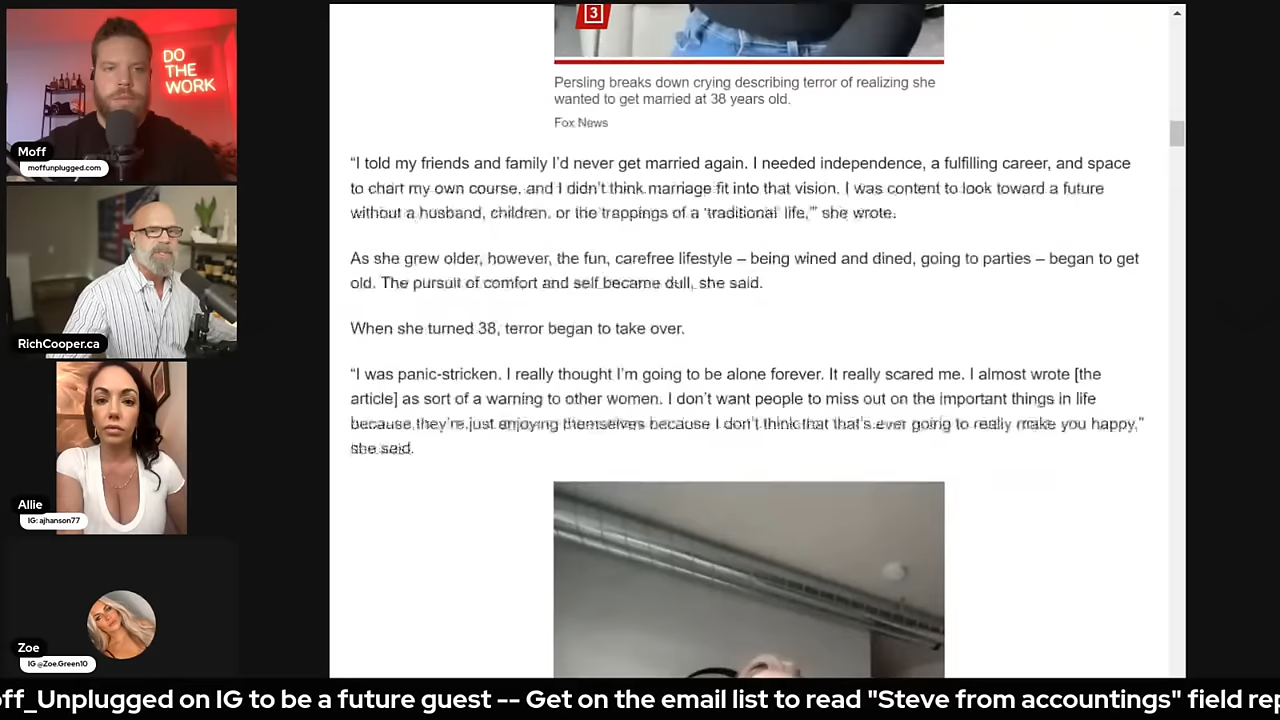 DO
THE
WORK
Moff
moffunplugged.com
RichCooper.ca
Allie
IG: ajhanson77
Zoe
IG @Zoe.Green10
3
Persling breaks down crying describing terror of realizing she
wanted to get married at 38 years old.
Fox News
“I told my friends and family I’d never get married again. I needed independence, a fulfilling career, and space
to chart my own course, and I didn’t think marriage fit into that vision. I was content to look toward a future
without a husband, children, or the trappings of a ‘traditional’ life,’” she wrote.
As she grew older, however, the fun, carefree lifestyle – being wined and dined, going to parties – began to get
old. The pursuit of comfort and self became dull, she said.
When she turned 38, terror began to take over.
“I was panic-stricken. I really thought I’m going to be alone forever. It really scared me. I almost wrote [the
article] as sort of a warning to other women. I don’t want people to miss out on the important things in life
because they’re just enjoying themselves because I don’t think that that’s ever going to really make you happy,”
she said.
off_Unplugged on IG to be a future guest -- Get on the email list to read "Steve from accountings" field rep